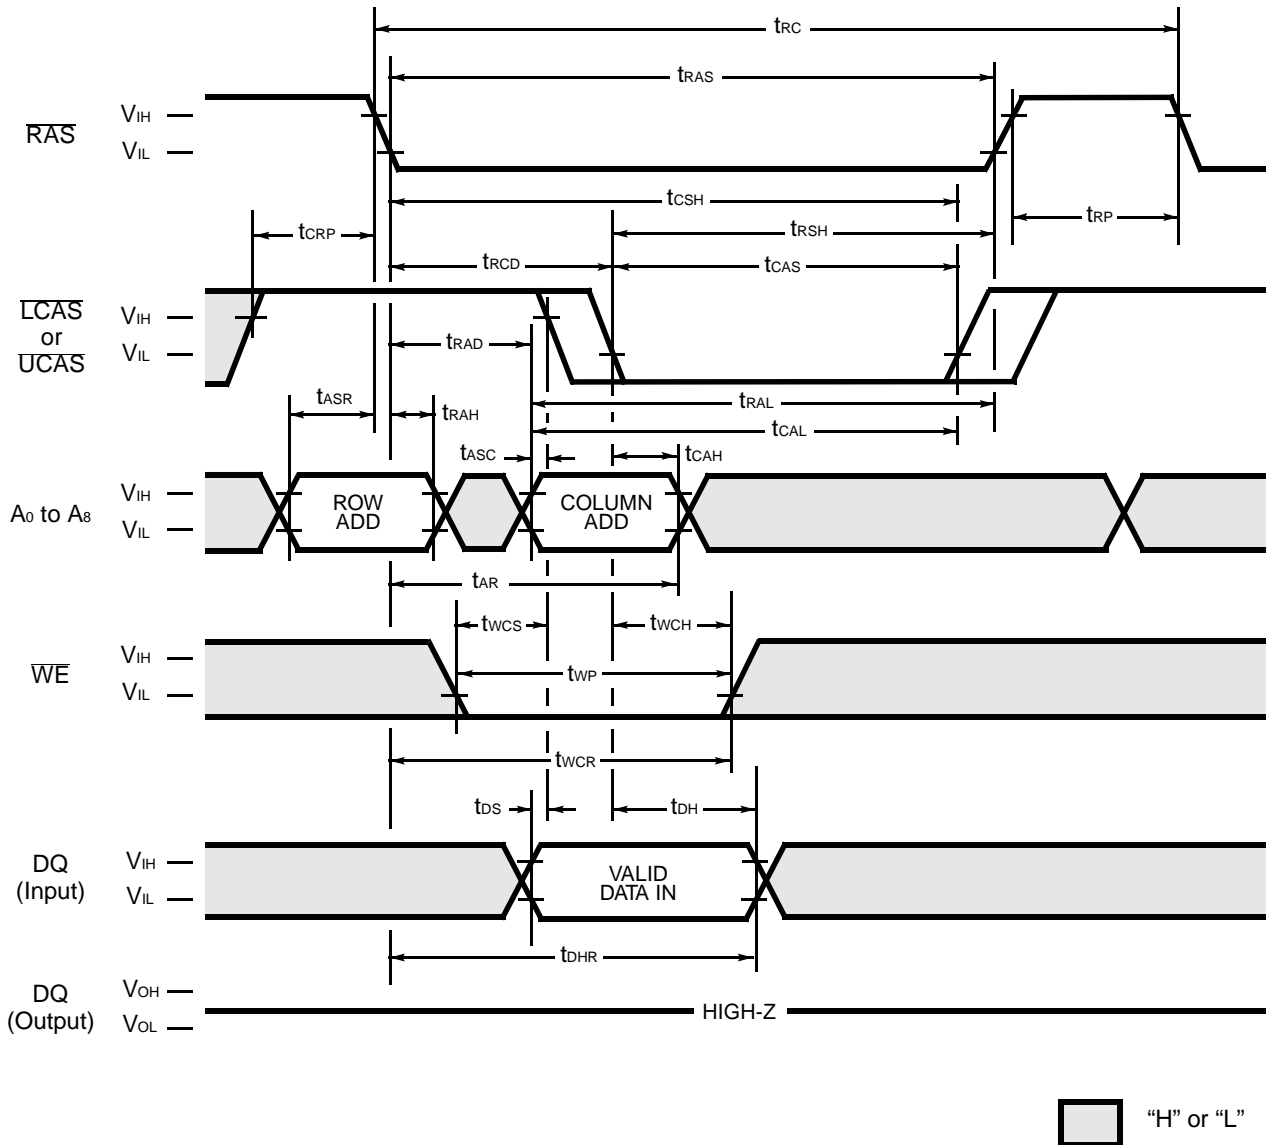 tRC
tRAS
RAS
VIH
VIL
tCSH
tCRP
tRSH
tRP
tRCD
tCAS
LCAS
or
UCAS
VIH
VIL
tRAD
tASR
tRAH
tRAL
tCAL
tASC
tCAH
A0 to A8
VIH
VIL
ROW
ADD
COLUMN
ADD
tAR
tWCS
tWCH
WE
VIH
VIL
tWP
tWCR
tDS
tDH
DQ
(Input)
VIH
VIL
VALID
DATA IN
tDHR
DQ
(Output)
VOH
VOL
HIGH-Z
“H” or “L”